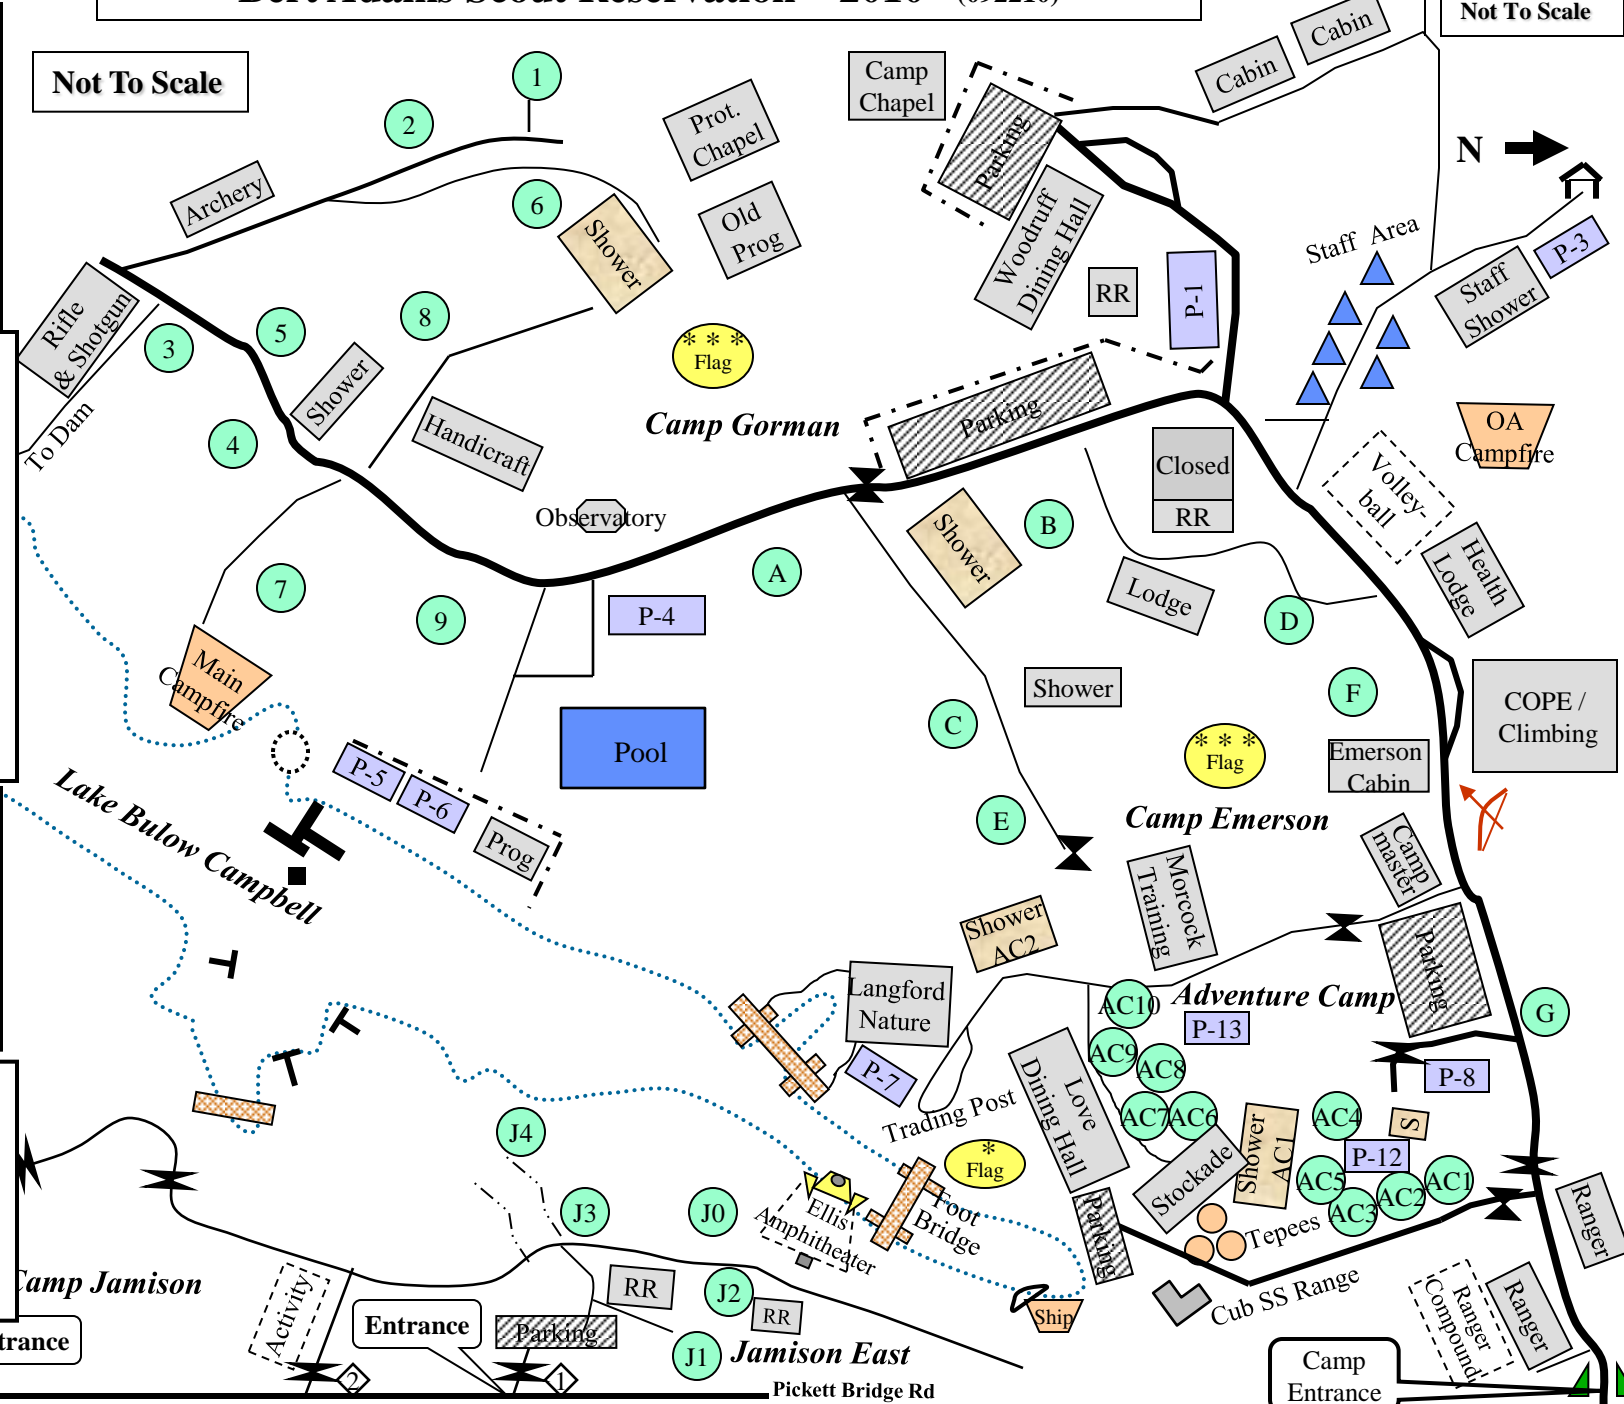 Bert Adams Scout Reservation – 2010 (092210)
Not To Scale
Not To Scale
1
2
Prot.
Chapel
Camp
Chapel
Parking
Cabin
Cabin
N
Archery
6
Shower
Old
Prog
Woodruff
Dining Hall
RR
P-1
Staff Area
Staff
Shower
P-3
Rifle
& Shotgun
3
5
8
Shower
* * *
Flag
Camp Gorman
Parking
To Dam
4
Handicraft
Observatory
Closed
RR
OA
Campfire
Volley-
ball
Health
Lodge
Shower
B
A
Lodge
D
7
9
P-4
Main
Campfire
Pool
Shower
C
F
* * *
Flag
Emerson
Cabin
COPE /
Climbing
P-5
P-6
Prog
Lake Bulow Campbell
E
Camp Emerson
Camp
master
Morcock
Training
Shower
AC2
Parking
Langford
Nature
P-7
AC10
Adventure Camp
P-13
G
AC9
AC8
P-8
Love
Dining Hall
Trading Post
AC7
AC6
AC4
S
J4
*
Flag
Stockade
Shower
AC1
P-12
AC5
AC3
AC2
AC1
J3
J0
Ellis
Amphitheater
Foot
Bridge
Parking
Tepees
Ranger
Camp Jamison
Activity
RR
J2
RR
Ship
Cub SS Range
Ranger
Compound
Ranger
trance
Entrance
Parking
J1
Jamison East
2
1
Pickett Bridge Rd
Camp
Entrance